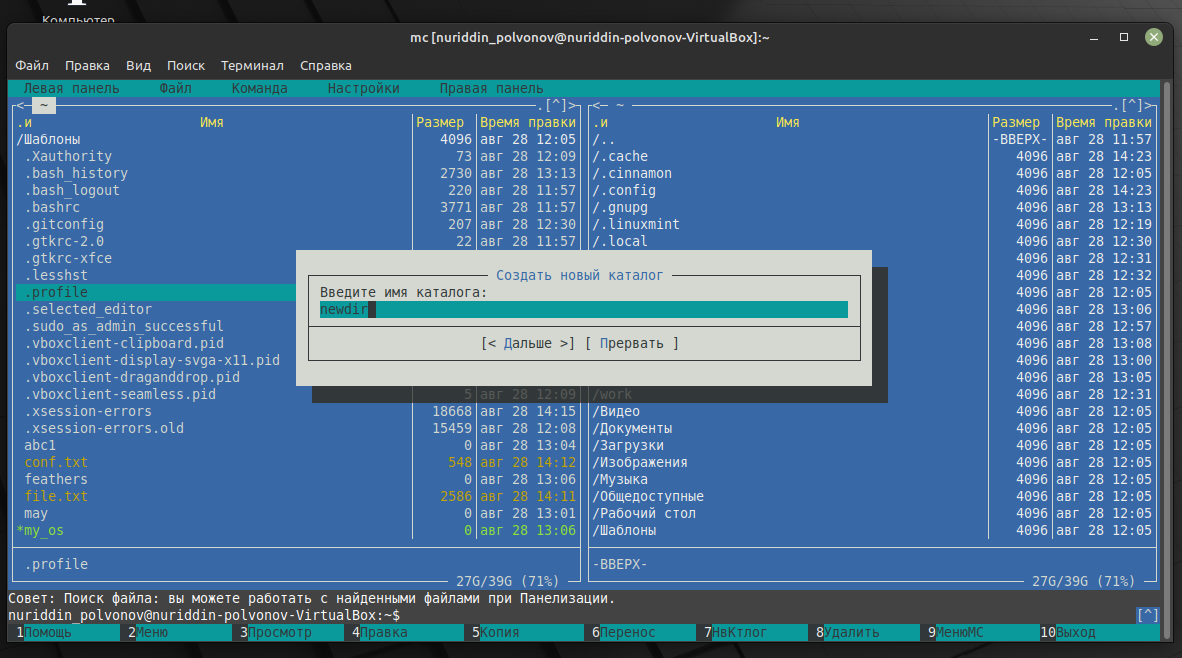 Компьютер
mc [nuriddin_polvonov@nuriddin-polvonov-VirtualBox]:~
Файл Правка Вид Поиск Терминал Справка
Левая панель Файл Команда Настройки Правая панель
<─ ~ ─.[^]>
.и Имя Размер Время правки
/Шаблоны 4096 авг 28 12:05
.Xauthority 73 авг 28 12:09
.bash_history 2730 авг 28 13:13
.bash_logout 220 авг 28 11:57
.bashrc 3771 авг 28 11:57
.gitconfig 207 авг 28 12:30
.gtkrc-2.0 22 авг 28 11:57
.gtkrc-xfce
.lesshst
.profile
.selected_editor
.sudo_as_admin_successful
.vboxclient-clipboard.pid
.vboxclient-display-svga-x11.pid
.vboxclient-draganddrop.pid
.vboxclient-seamless.pid 5 авг 28 12:09
.xsession-errors 18668 авг 28 14:15
.xsession-errors.old 15459 авг 28 12:08
abc1 0 авг 28 13:04
conf.txt 548 авг 28 14:12
feathers 0 авг 28 13:06
file.txt 2586 авг 28 14:11
may 0 авг 28 13:01
*my_os 0 авг 28 13:06
.profile
27G/39G (71%)
<─ ~ ─.[^]>
.и Имя Размер Время правки
/.. -ВВЕРХ- авг 28 11:57
/.cache 4096 авг 28 14:23
/.cinnamon 4096 авг 28 12:05
/.config 4096 авг 28 14:23
/.gnupg 4096 авг 28 13:13
/.linuxmint 4096 авг 28 12:19
/.local 4096 авг 28 12:30
4096 авг 28 12:31
4096 авг 28 12:32
4096 авг 28 12:05
4096 авг 28 13:06
4096 авг 28 12:57
4096 авг 28 13:08
4096 авг 28 13:00
4096 авг 28 13:05
/work 4096 авг 28 12:31
/Видео 4096 авг 28 12:05
/Документы 4096 авг 28 12:05
/Загрузки 4096 авг 28 12:05
/Изображения 4096 авг 28 12:05
/Музыка 4096 авг 28 12:05
/Общедоступные 4096 авг 28 12:05
/Рабочий стол 4096 авг 28 12:05
/Шаблоны 4096 авг 28 12:05
-ВВЕРХ-
27G/39G (71%)
Создать новый каталог
Введите имя каталога:
newdir
[< Дальше >] [ Прервать ]
Совет: Поиск файла: вы можете работать с найденными файлами при Панелизации.
nuriddin_polvonov@nuriddin-polvonov-VirtualBox:~$ [^]
1Помощь 2Меню 3Просмотр 4Правка 5Копия 6Перенос 7НвКтлог 8Удалить 9МенюМС 10Выход